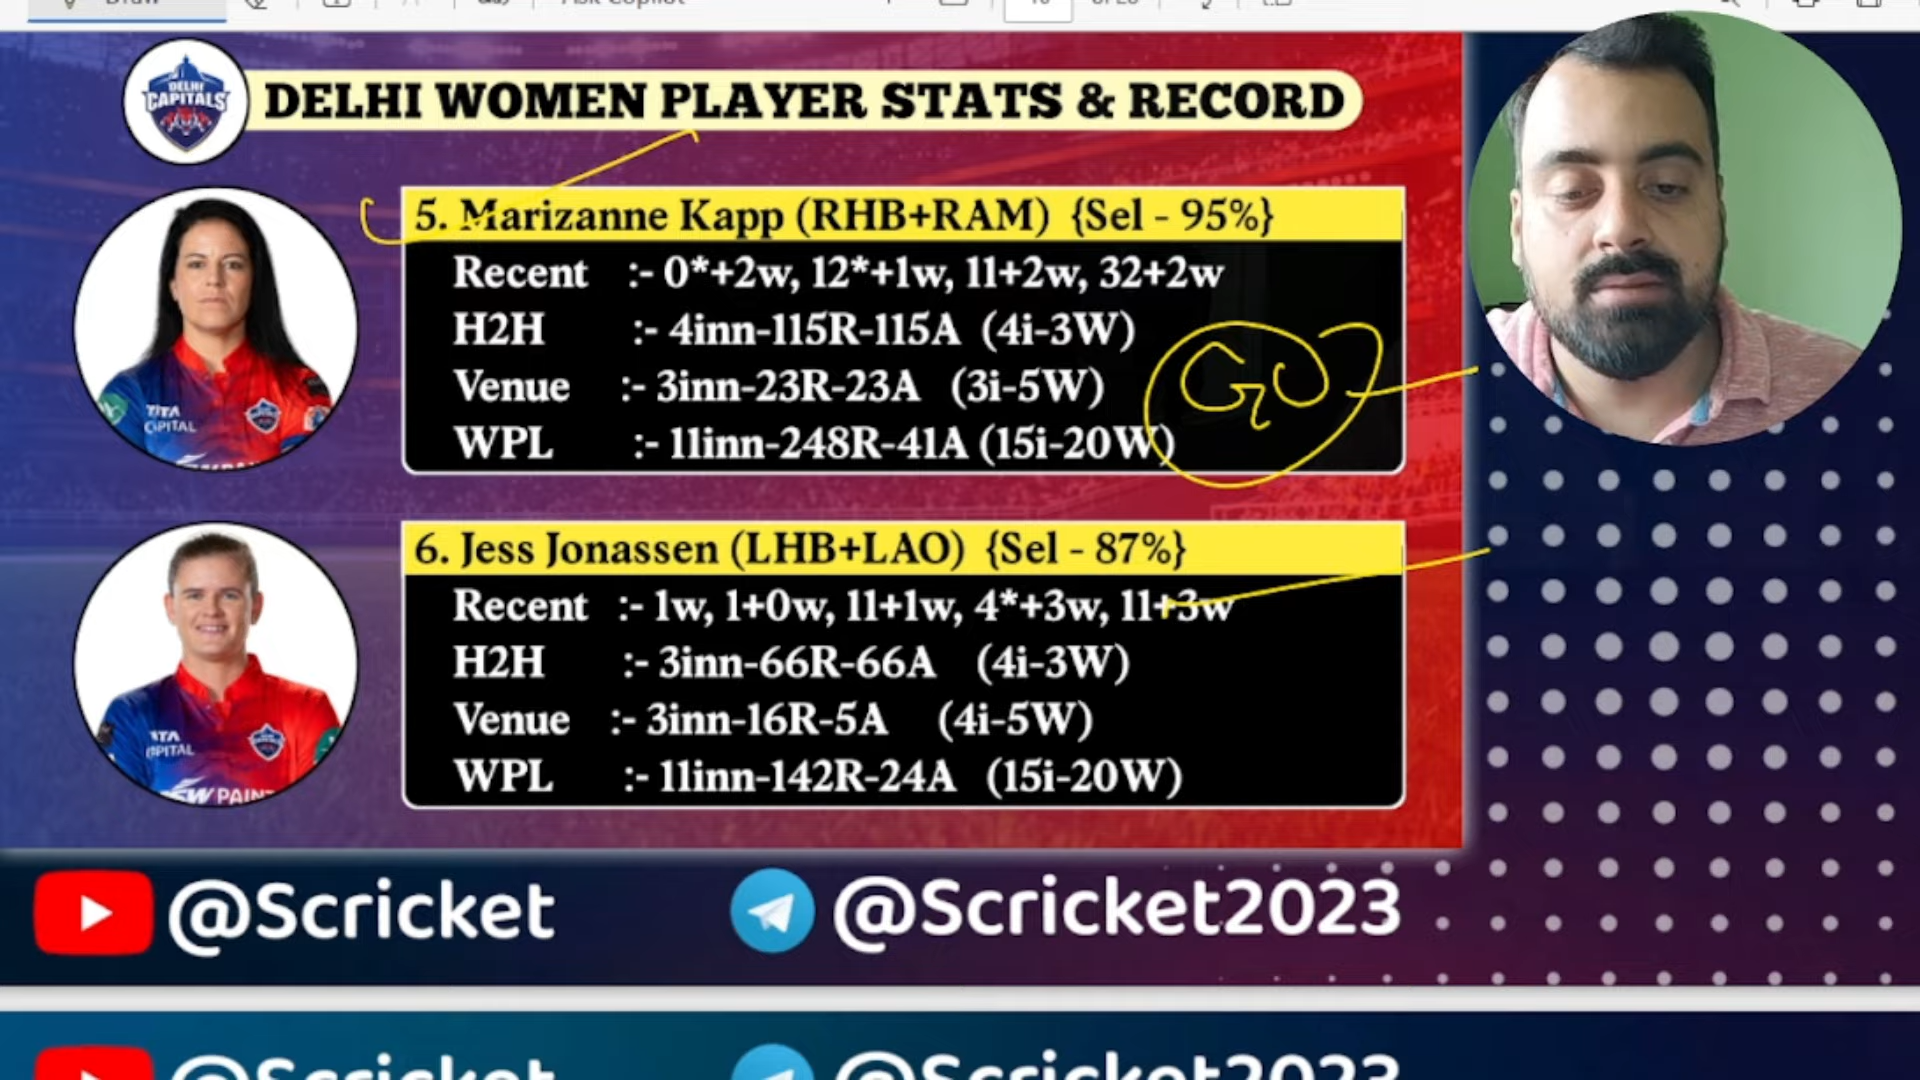 DELHI
CAPITALS
DELHI WOMEN PLAYER STATS & RECORD
5. Marizanne Kapp (RHB+RAM) {Sel - 95%}
Recent :- 0*+2w, 12*+1w, 11+2w, 32+2w
H2H :- 4inn-115R-115A (4i-3W)
Venue :- 3inn-23R-23A (3i-5W)
WPL :- 11inn-248R-41A (15i-20W)
TATA
6. Jess Jonassen (LHB+LAO) {Sel - 87%}
Recent :- 1w, 1+0w, 11+1w, 4*+3w, 11+3w
H2H :- 3inn-66R-66A (4i-3W)
Venue :- 3inn-16R-5A (4i-5W)
WPL :- 11inn-142R-24A (15i-20W)
@Scricket @Scricket2023